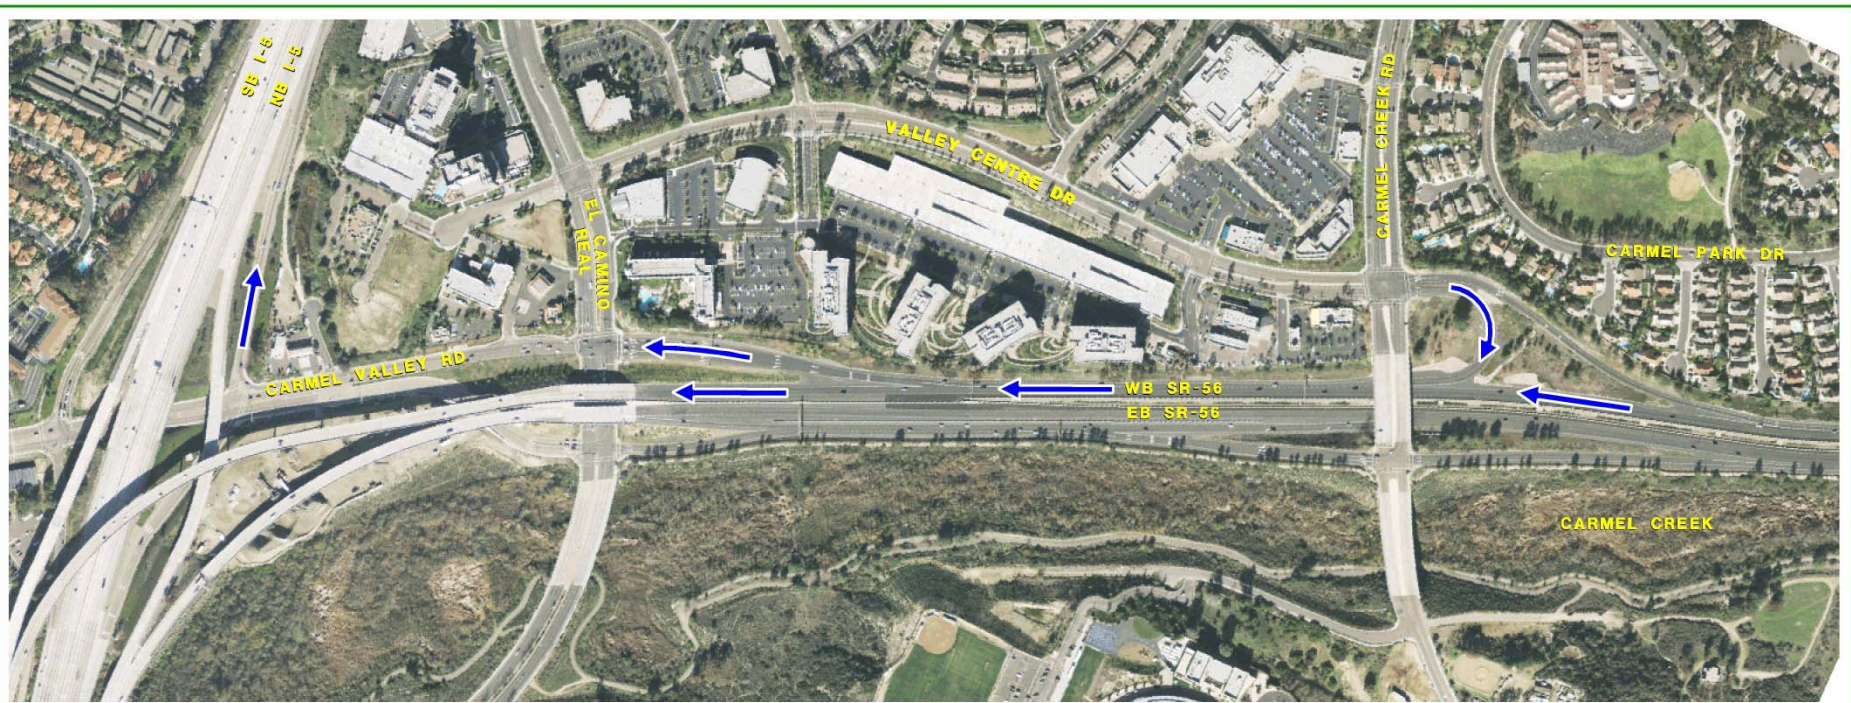 SB I-5
NB I-5
CARMEL CREEK RD
VALLEY CENTRE DR
EL CAMINO
REAL
CARMEL PARK DR
CARMEL VALLEY RD
WB SR-56
EB SR-56
CARMEL CREEK